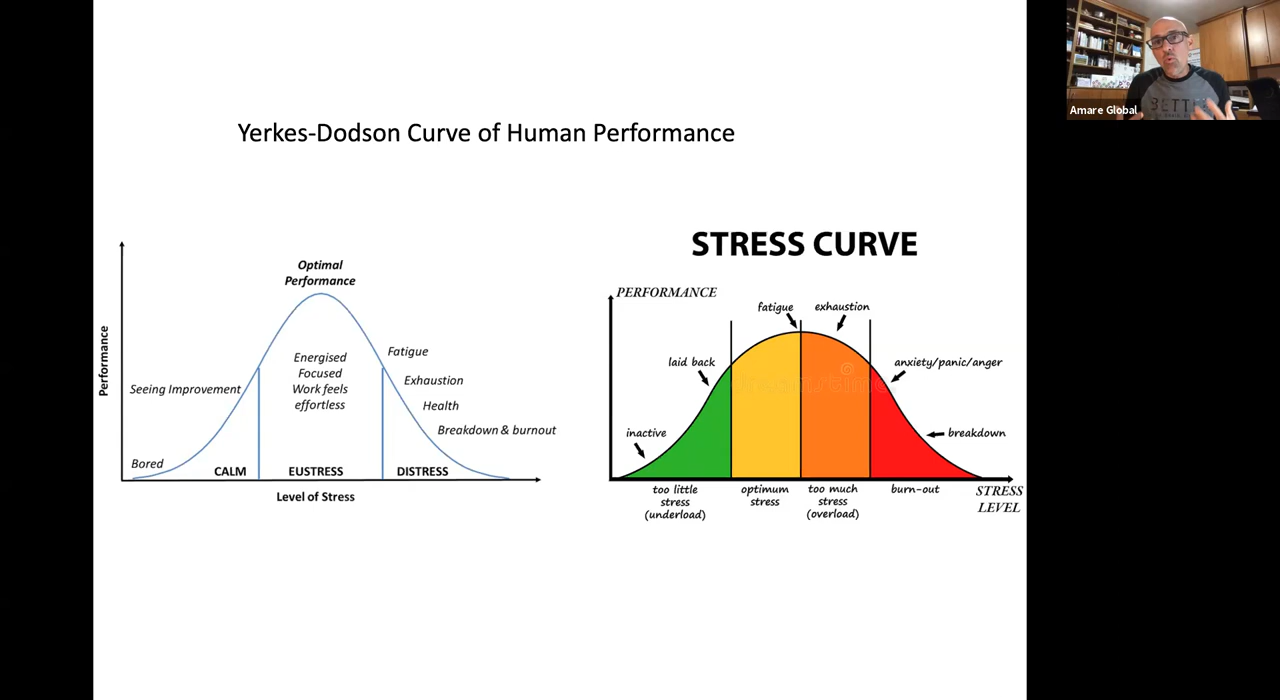 Yerkes-Dodson Curve of Human Performance
Optimal
Performance
Performance
Energised
Focused
Work feels
effortless
Seeing Improvement
Bored
Fatigue
Exhaustion
Health
Breakdown & burnout
CALM
EUSTRESS
DISTRESS
Level of Stress
STRESS CURVE
PERFORMANCE
fatigue
exhaustion
laid back
anxiety/panic/anger
inactive
breakdown
dreamstime
too little
stress
(underload)
optimum
stress
too much
stress
(overload)
burn-out
STRESS
LEVEL
Amare Global